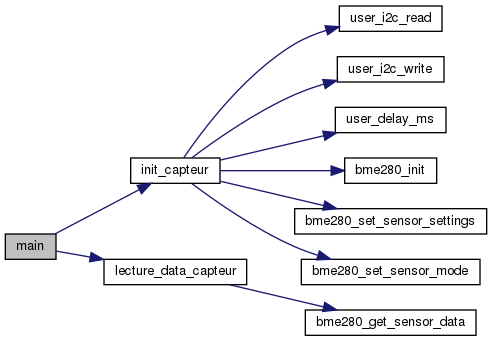 main
init_capteur
lecture_data_capteur
user_i2c_read
user_i2c_write
user_delay_ms
bme280_init
bme280_set_sensor_settings
bme280_set_sensor_mode
bme280_get_sensor_data